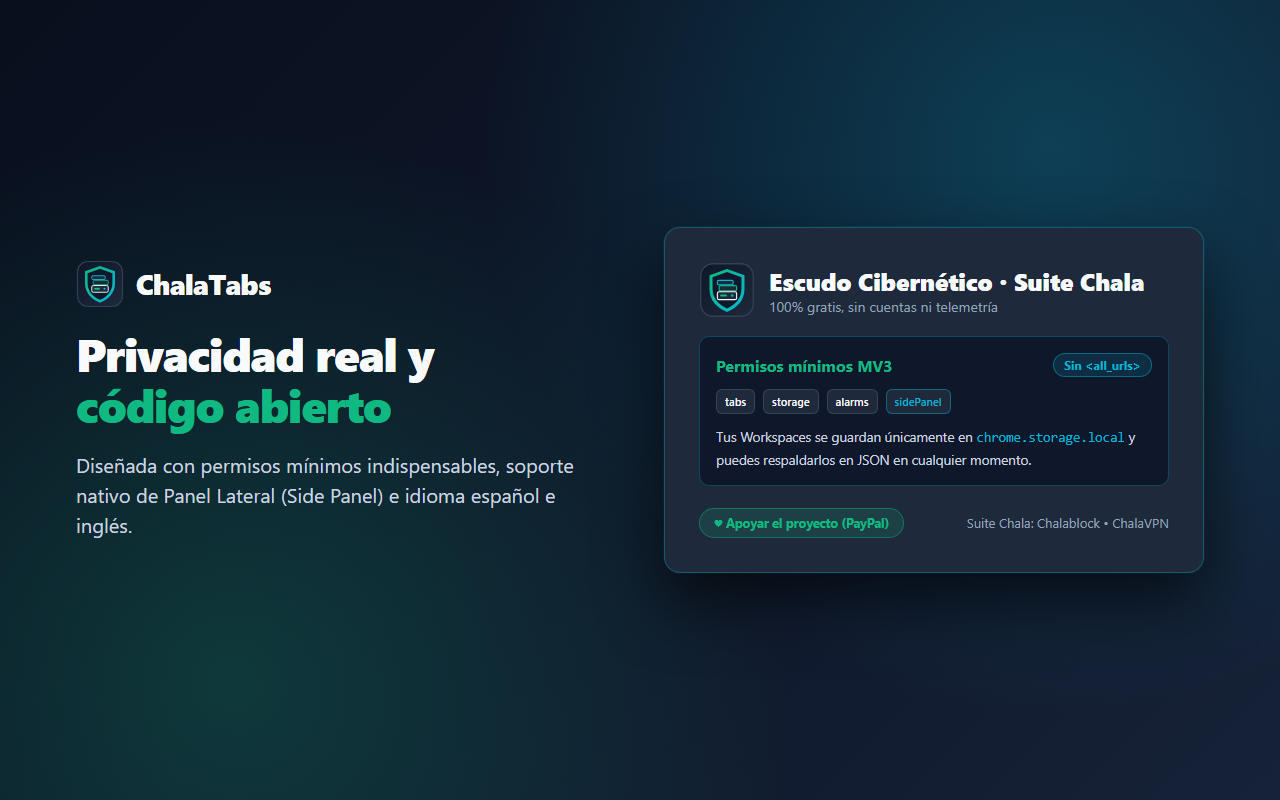 ChalaTabs
Privacidad real y
código abierto
Diseñada con permisos mínimos indispensables, soporte
nativo de Panel Lateral (Side Panel) e idioma español e
inglés.
Escudo Cibernético · Suite Chala
100% gratis, sin cuentas ni telemetría
Permisos mínimos MV3
Sin <all_urls>
tabs storage alarms sidePanel
Tus Workspaces se guardan únicamente en chrome.storage.local y
puedes respaldarlos en JSON en cualquier momento.
♥ Apoyar el proyecto (PayPal)
Suite Chala: Chalablock • ChalaVPN